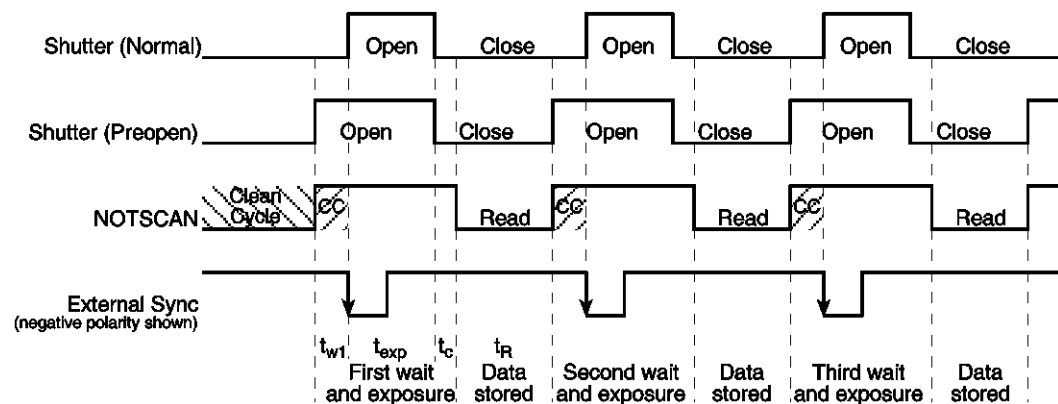 Shutter (Normal) Open Close Open Close Open Close
Shutter (Preopen) Open Close Open Close Open Close
Clean
Cycle
NOTSCAN CC Read CC Read CC Read
External Sync
(negative polarity shown)
tw1 texp tc tR
First wait and exposure
Data stored
Second wait and exposure
Data stored
Third wait and exposure
Data stored